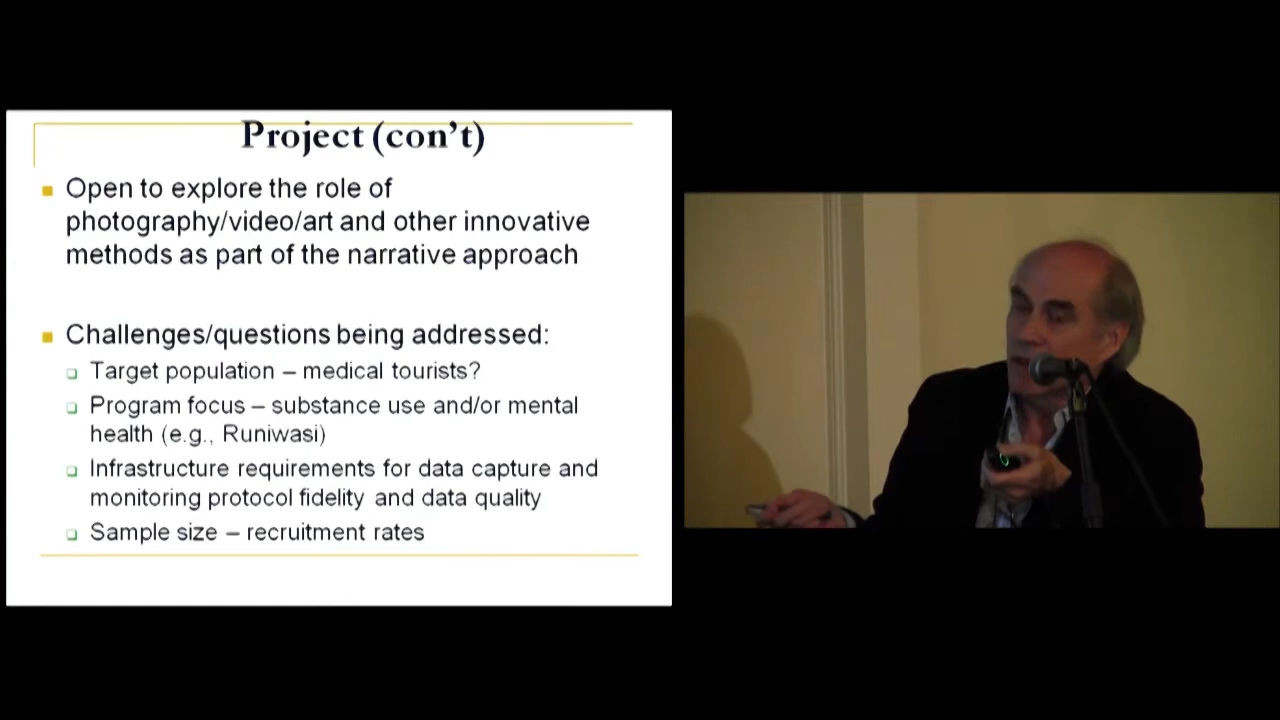 Project (con’t)
Open to explore the role of
photography/video/art and other innovative
methods as part of the narrative approach
Challenges/questions being addressed:
Target population – medical tourists?
Program focus – substance use and/or mental
health (e.g., Runiwasi)
Infrastructure requirements for data capture and
monitoring protocol fidelity and data quality
Sample size – recruitment rates